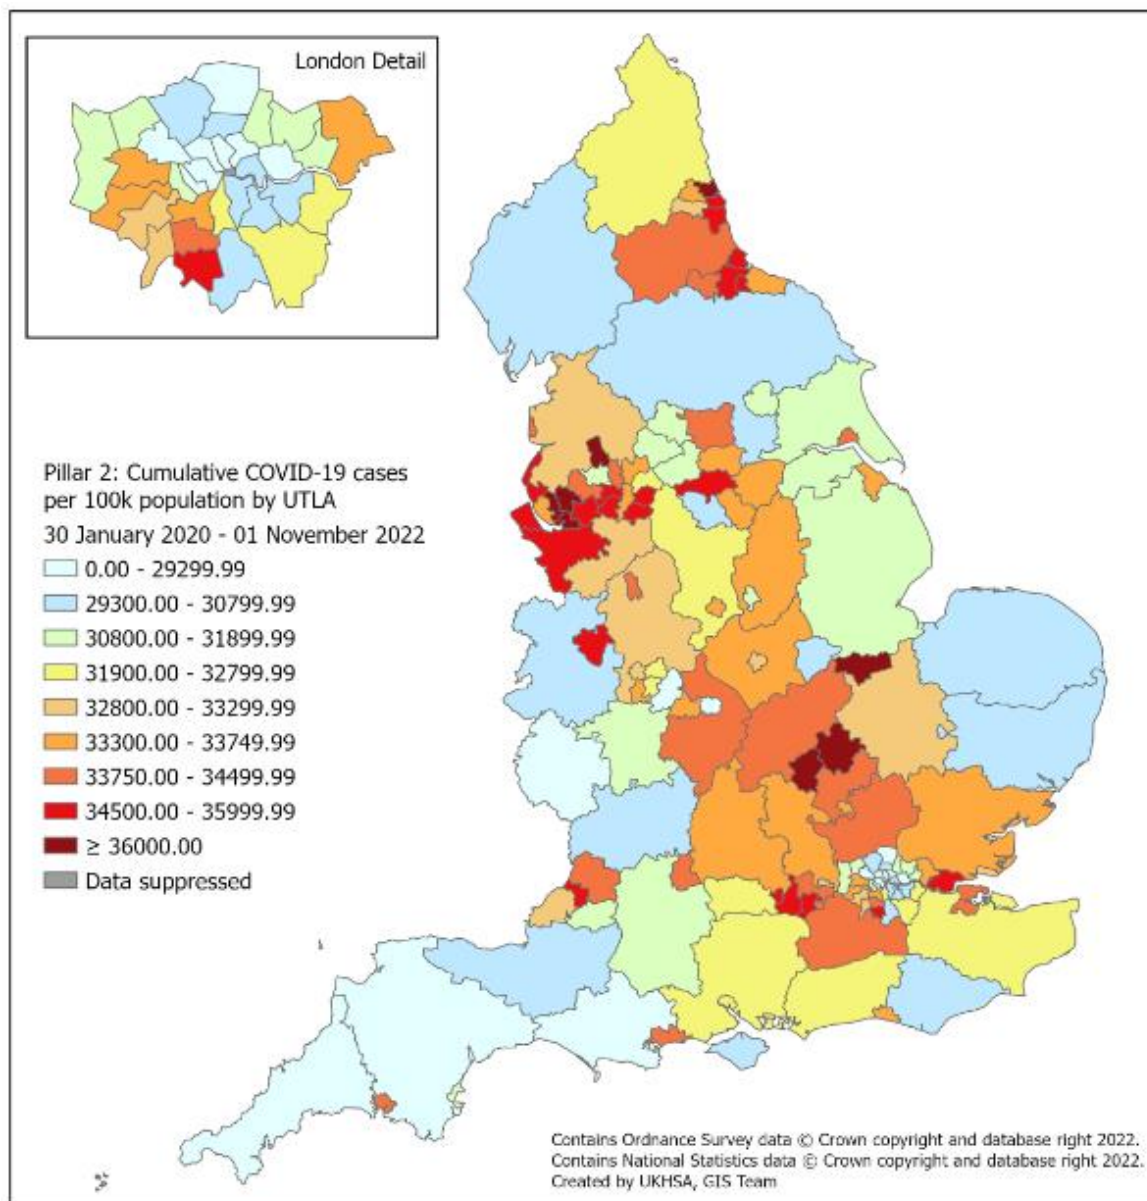 London Detail
Pillar 2: Cumulative COVID-19 cases
per 100k population by UTLA
30 January 2020 - 01 November 2022
0.00 - 29299.99
29300.00 - 30799.99
30800.00 - 31899.99
31900.00 - 32799.99
32800.00 - 33299.99
33300.00 - 33749.99
33750.00 - 34499.99
34500.00 - 35999.99
≥ 36000.00
Data suppressed
Contains Ordnance Survey data © Crown copyright and database right 2022.
Contains National Statistics data © Crown copyright and database right 2022.
Created by UKHSA, GIS Team